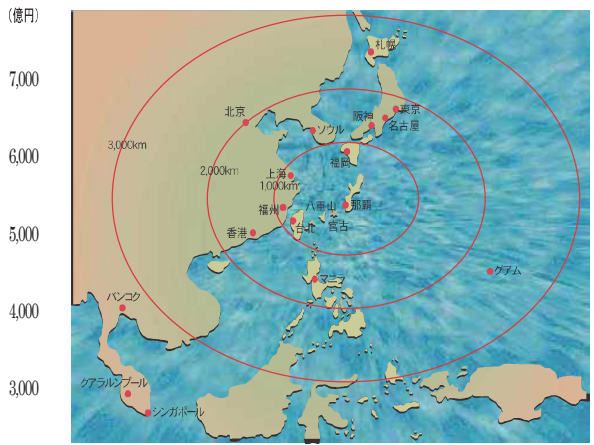 (億円)
札幌
7,000
東京
阪神
北京
名古屋
ソウル
3,000km
福岡
6,000
2,000km
上海
1,000km
福州
八重山
那覇
台北
宮古
香港
5,000
グアム
マニラ
バンコク
4,000
クアラルンプール
3,000
シンガポール